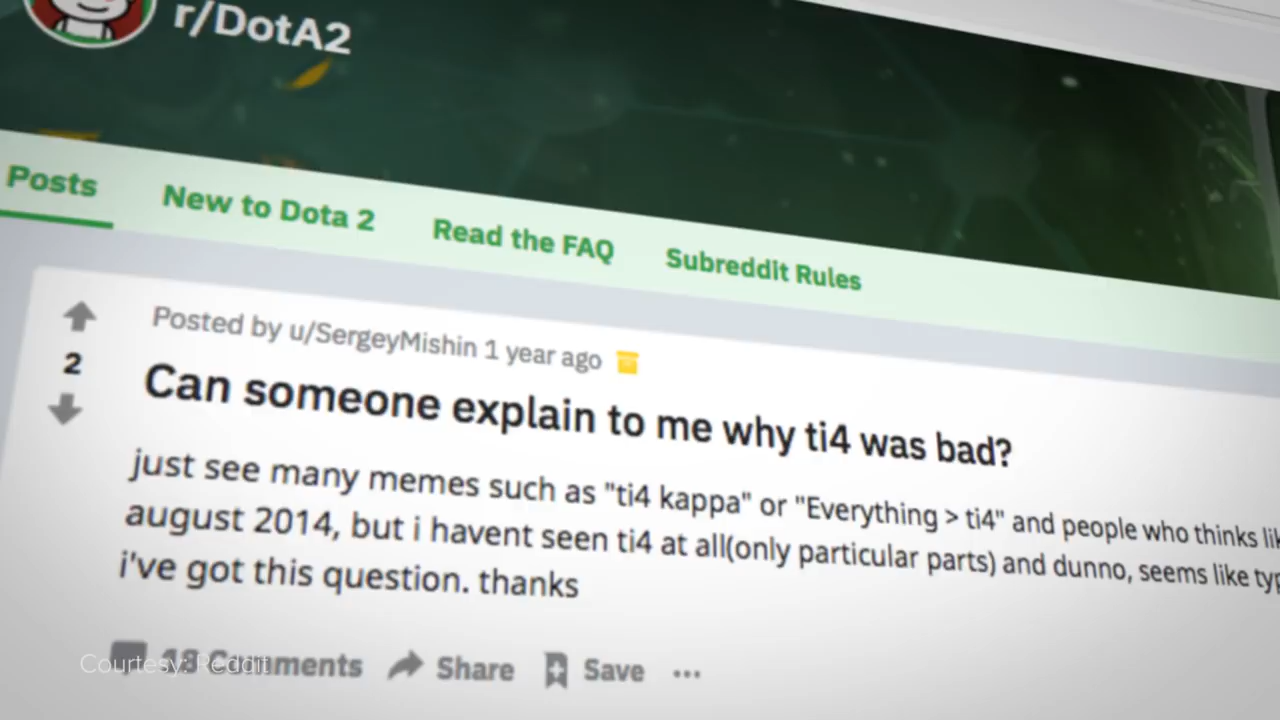 r/DotA2
Posts
New to Dota 2
Read the FAQ
Subreddit Rules
Posted by u/SergeyMishin 1 year ago
2
Can someone explain to me why ti4 was bad?
just see many memes such as "ti4 kappa" or "Everything > ti4" and people who thinks
august 2014, but i havent seen ti4 at all(only particular parts) and dunno, seems like
i've got this question. thanks
Comments
Share
Save
...
Courtesy: Reddit